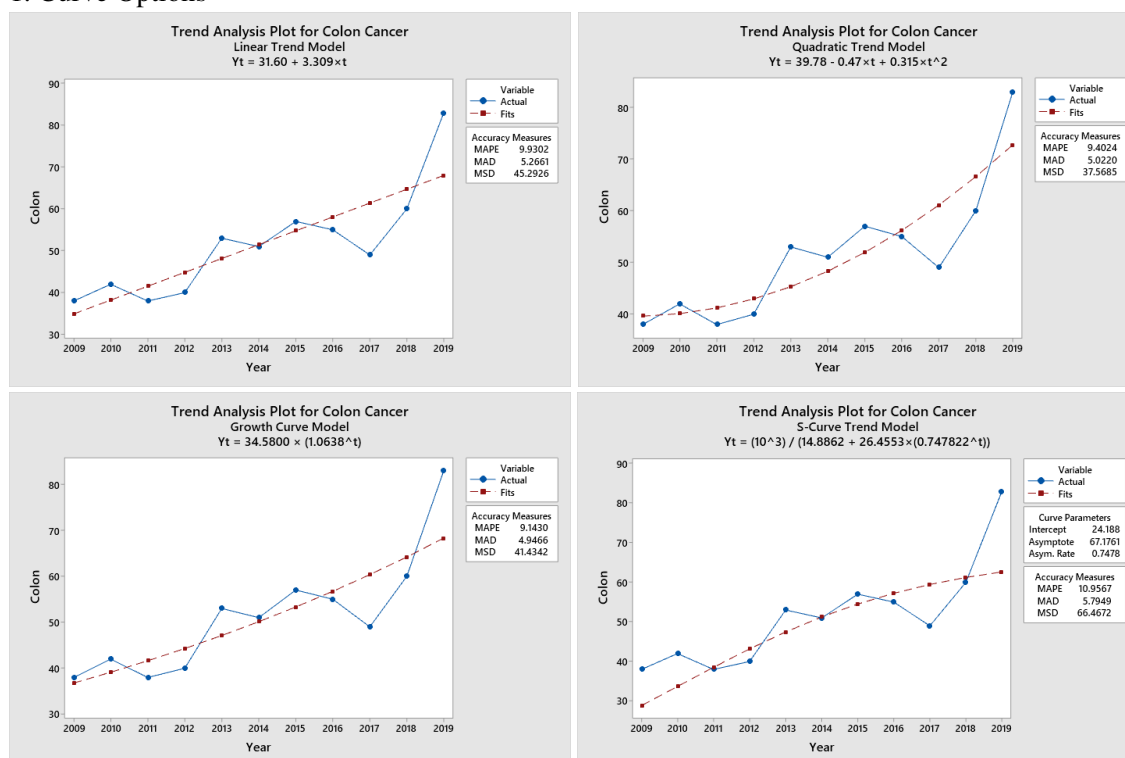 Curve Options
Trend Analysis Plot for Colon Cancer
Linear Trend Model
Yt = 31.60 + 3.309×t
90
80
70
60
50
40
30
Colon
2009 2010 2011 2012 2013 2014 2015 2016 2017 2018 2019
Year
Variable
Actual
Fits
Accuracy Measures
MAPE 9.9302
MAD 5.2661
MSD 45.2926
Trend Analysis Plot for Colon Cancer
Quadratic Trend Model
Yt = 39.78 - 0.47×t + 0.315×t^2
80
70
60
50
40
Colon
2009 2010 2011 2012 2013 2014 2015 2016 2017 2018 2019
Year
Variable
Actual
Fits
Accuracy Measures
MAPE 9.4024
MAD 5.0220
MSD 37.5685
Trend Analysis Plot for Colon Cancer
Growth Curve Model
Yt = 34.5800 × (1.0638^t)
80
70
60
50
40
30
Colon
2009 2010 2011 2012 2013 2014 2015 2016 2017 2018 2019
Year
Variable
Actual
Fits
Accuracy Measures
MAPE 9.1430
MAD 4.9466
MSD 41.4342
Trend Analysis Plot for Colon Cancer
S-Curve Trend Model
Yt = (10^3) / (14.8862 + 26.4553×(0.747822^t))
90
80
70
60
50
40
30
Colon
2009 2010 2011 2012 2013 2014 2015 2016 2017 2018 2019
Year
Variable
Actual
Fits
Curve Parameters
Intercept 24.188
Asymptote 67.1761
Asym. Rate 0.7478
Accuracy Measures
MAPE 10.9567
MAD 5.7949
MSD 66.4672